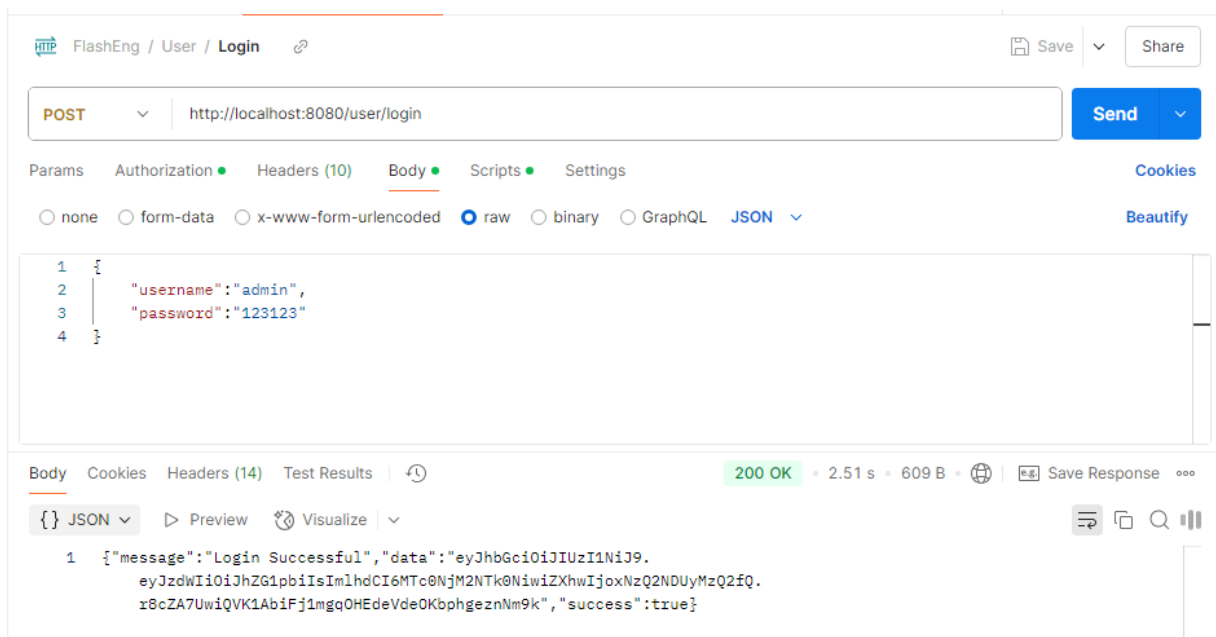 HTTP FlashEng / User / Login Save Share
POST http://localhost:8080/user/login Send
Params Authorization Headers (10) Body Scripts Settings Cookies
none form-data x-www-form-urlencoded raw binary GraphQL JSON Beautify
1 {
2 "username":"admin",
3 "password":"123123"
4 }
Body Cookies Headers (14) Test Results 200 OK • 2.51 s • 609 B • e.g. Save Response
{} JSON Preview Visualize
1 {"message":"Login Successful","data":"eyJhbGciOiJIUzI1NiJ9.
eyJzdWIiOiJhZG1pbiIsImlhdCI6MTc0NjM2NTk0NiwiZXhwIjoxNzQ2NDUyMzQ2fQ.
r8cZA7UwiQVK1AbiFj1mgqOHEdeVdeOKbphgeznNm9k","success":true}